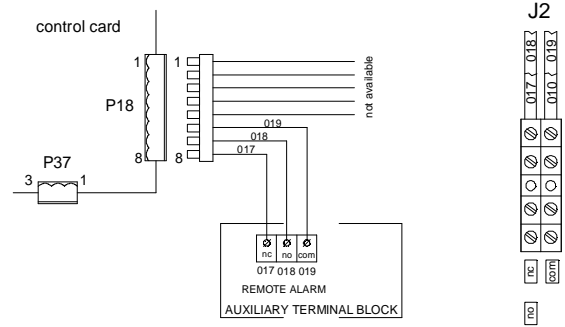 control card
P18
1
8
1
8
not available
019
018
017
P37
3
1
nc
no
com
017
018
019
REMOTE ALARM
AUXILIARY TERMINAL BLOCK
J2
017
018
010
019
nc
com
no